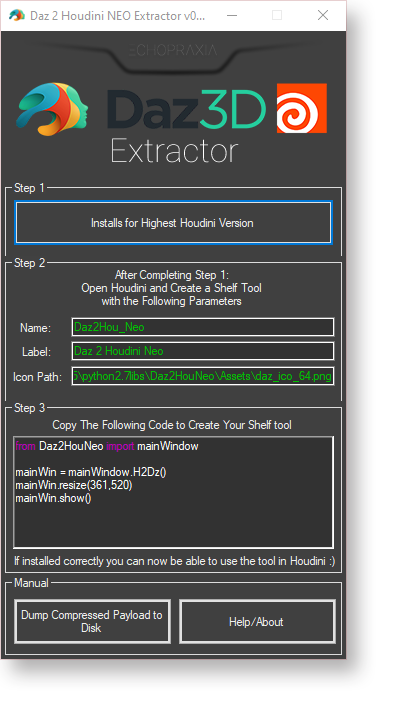 Daz 2 Houdini NEO Extractor v0...
ECHOPRAXIA
Daz3D
Extractor
Step 1
Installs for Highest Houdini Version
Step 2
After Completing Step 1:
Open Houdini and Create a Shelf Tool
with the Following Parameters
Name: Daz2Hou_Neo
Label: Daz 2 Houdini Neo
Icon Path: \python2.7libs\Daz2HouNeo\Assets\daz_ico_64.png
Step 3
Copy The Following Code to Create Your Shelf tool
from Daz2HouNeo import mainWindow
mainWin = mainWindow.H2Dz()
mainWin.resize(361,520)
mainWin.show()
If installed correctly you can now be able to use the tool in Houdini :)
Manual
Dump Compressed Payload to
Disk
Help/About